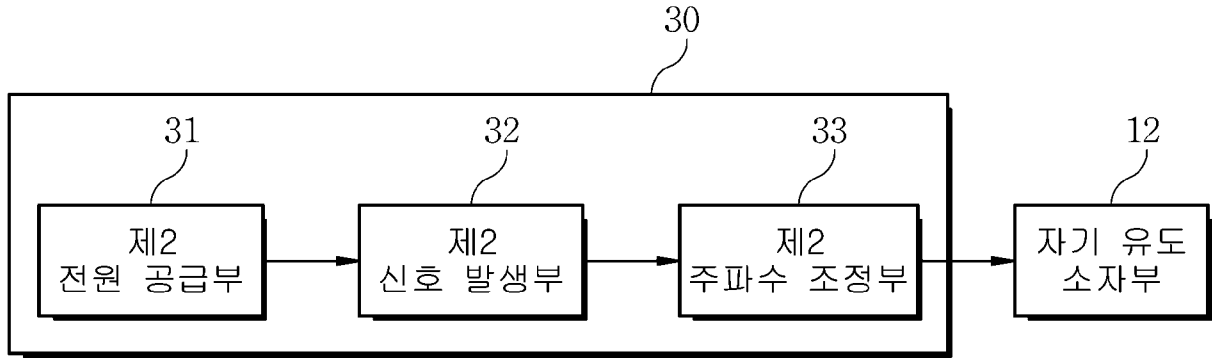 30
31
32
33
12
제2
전원 공급부
제2
신호 발생부
제2
주파수 조정부
자기 유도
소자부